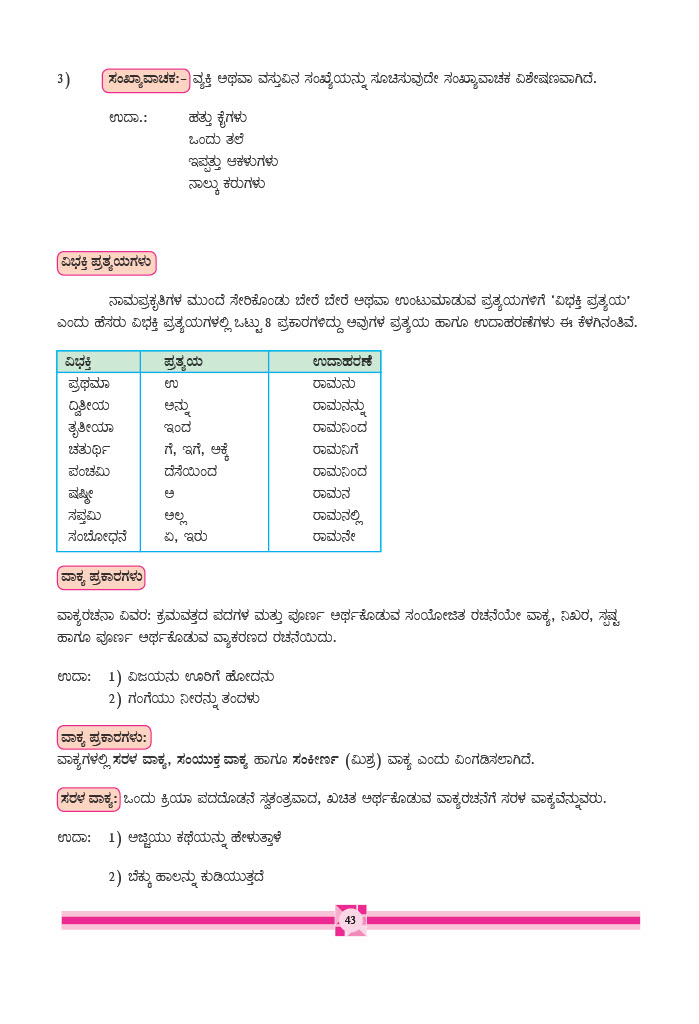 3) ಸಂಖ್ಯಾವಾಚಕ:- ವ್ಯಕ್ತಿ ಅಥವಾ ವಸ್ತುವಿನ ಸಂಖ್ಯೆಯನ್ನು ಸೂಚಿಸುವುದೇ ಸಂಖ್ಯಾವಾಚಕ ವಿಶೇಷಣವಾಗಿದೆ.
ಉದಾ.: ಹತ್ತು ಕೈಗಳು
ಒಂದು ತಲೆ
ಇಪ್ಪತ್ತು ಆಕಳುಗಳು
ನಾಲ್ಕು ಕರುಗಳು
ವಿಭಕ್ತಿ ಪ್ರತ್ಯಯಗಳು
ನಾಮಪ್ರಕೃತಿಗಳ ಮುಂದೆ ಸೇರಿಕೊಂಡು ಬೇರೆ ಬೇರೆ ಅಥವಾ ಉಂಟುಮಾಡುವ ಪ್ರತ್ಯಯಗಳಿಗೆ 'ವಿಭಕ್ತಿ ಪ್ರತ್ಯಯ'
ಎಂದು ಹೆಸರು ವಿಭಕ್ತಿ ಪ್ರತ್ಯಯಗಳಲ್ಲಿ ಒಟ್ಟು 8 ಪ್ರಕಾರಗಳಿದ್ದು ಅವುಗಳ ಪ್ರತ್ಯಯ ಹಾಗೂ ಉದಾಹರಣೆಗಳು ಈ ಕೆಳಗಿನಂತಿವೆ.
ವಿಭಕ್ತಿ ಪ್ರತ್ಯಯ ಉದಾಹರಣೆ
ಪ್ರಥಮಾ ಉ ರಾಮನು
ದ್ವಿತೀಯ ಅನ್ನು ರಾಮನನ್ನು
ತೃತೀಯಾ ಇಂದ ರಾಮನಿಂದ
ಚತುರ್ಥಿ ಗೆ, ಇಗೆ, ಅಕ್ಕೆ ರಾಮನಿಗೆ
ಪಂಚಮಿ ದೆಸೆಯಿಂದ ರಾಮನಿಂದ
ಷಷ್ಠೀ ಅ ರಾಮನ
ಸಪ್ತಮಿ ಅಲ್ಲ ರಾಮನಲ್ಲಿ
ಸಂಬೋಧನೆ ಏ, ಇರು ರಾಮನೇ
ವಾಕ್ಯ ಪ್ರಕಾರಗಳು
ವಾಕ್ಯರಚನಾ ವಿವರ: ಕ್ರಮವತ್ತದ ಪದಗಳ ಮತ್ತು ಪೂರ್ಣ ಅರ್ಥಕೊಡುವ ಸಂಯೋಜಿತ ರಚನೆಯೇ ವಾಕ್ಯ, ನಿಖರ, ಸ್ಪಷ್ಟ
ಹಾಗೂ ಪೂರ್ಣ ಅರ್ಥಕೊಡುವ ವ್ಯಾಕರಣದ ರಚನೆಯಿದು.
ಉದಾ: 1) ವಿಜಯನು ಊರಿಗೆ ಹೋದನು
2) ಗಂಗೆಯು ನೀರನ್ನು ತಂದಳು
ವಾಕ್ಯ ಪ್ರಕಾರಗಳು:
ವಾಕ್ಯಗಳಲ್ಲಿ ಸರಳ ವಾಕ್ಯ, ಸಂಯುಕ್ತ ವಾಕ್ಯ ಹಾಗೂ ಸಂಕೀರ್ಣ (ಮಿಶ್ರ) ವಾಕ್ಯ ಎಂದು ವಿಂಗಡಿಸಲಾಗಿದೆ.
ಸರಳ ವಾಕ್ಯ: ಒಂದು ಕ್ರಿಯಾ ಪದದೊಡನೆ ಸ್ವತಂತ್ರವಾದ, ಖಚಿತ ಅರ್ಥಕೊಡುವ ವಾಕ್ಯರಚನೆಗೆ ಸರಳ ವಾಕ್ಯವೆನ್ನುವರು.
ಉದಾ: 1) ಅಜ್ಜಿಯು ಕಥೆಯನ್ನು ಹೇಳುತ್ತಾಳೆ
2) ಬೆಕ್ಕು ಹಾಲನ್ನು ಕುಡಿಯುತ್ತದೆ
43